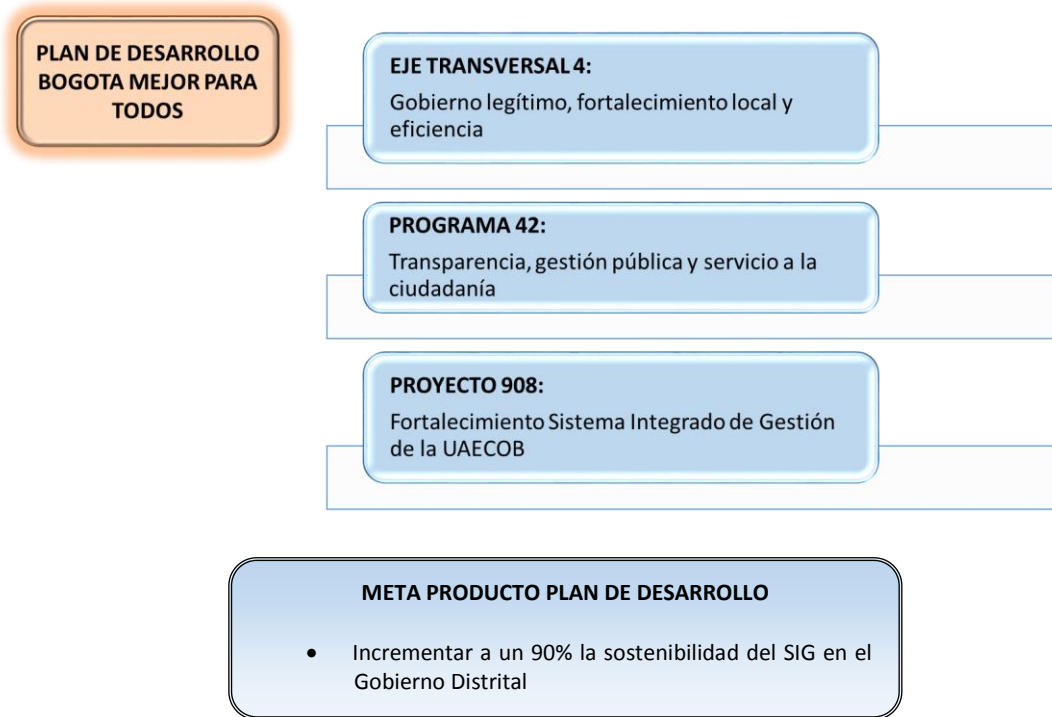 PLAN DE DESARROLLO
BOGOTA MEJOR PARA
TODOS
EJE TRANSVERSAL 4:
Gobierno legítimo, fortalecimiento local y
eficiencia
PROGRAMA 42:
Transparencia, gestión pública y servicio a la
ciudadanía
PROYECTO 908:
Fortalecimiento Sistema Integrado de Gestión
de la UAECOB
META PRODUCTO PLAN DE DESARROLLO
• Incrementar a un 90% la sostenibilidad del SIG en el
Gobierno Distrital